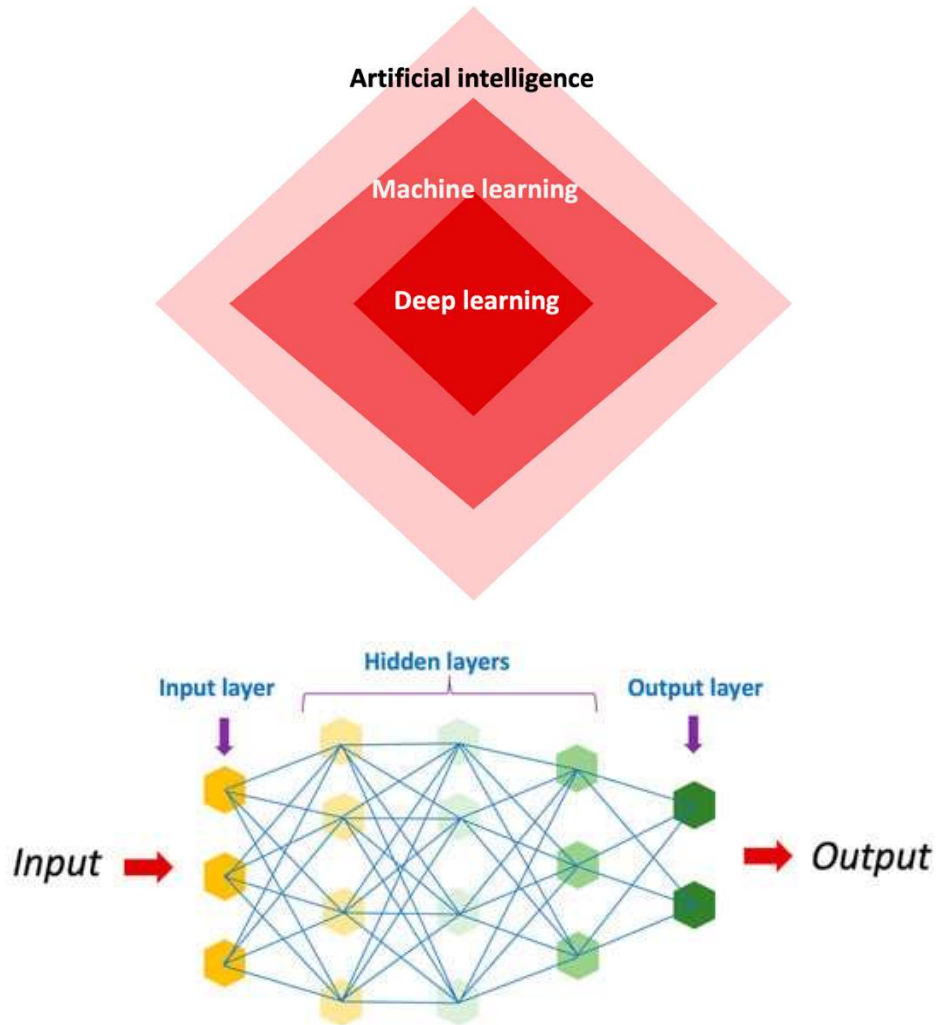 Artificial intelligence
Machine learning
Deep learning
Hidden layers
Input layer
Output layer
Input
Output